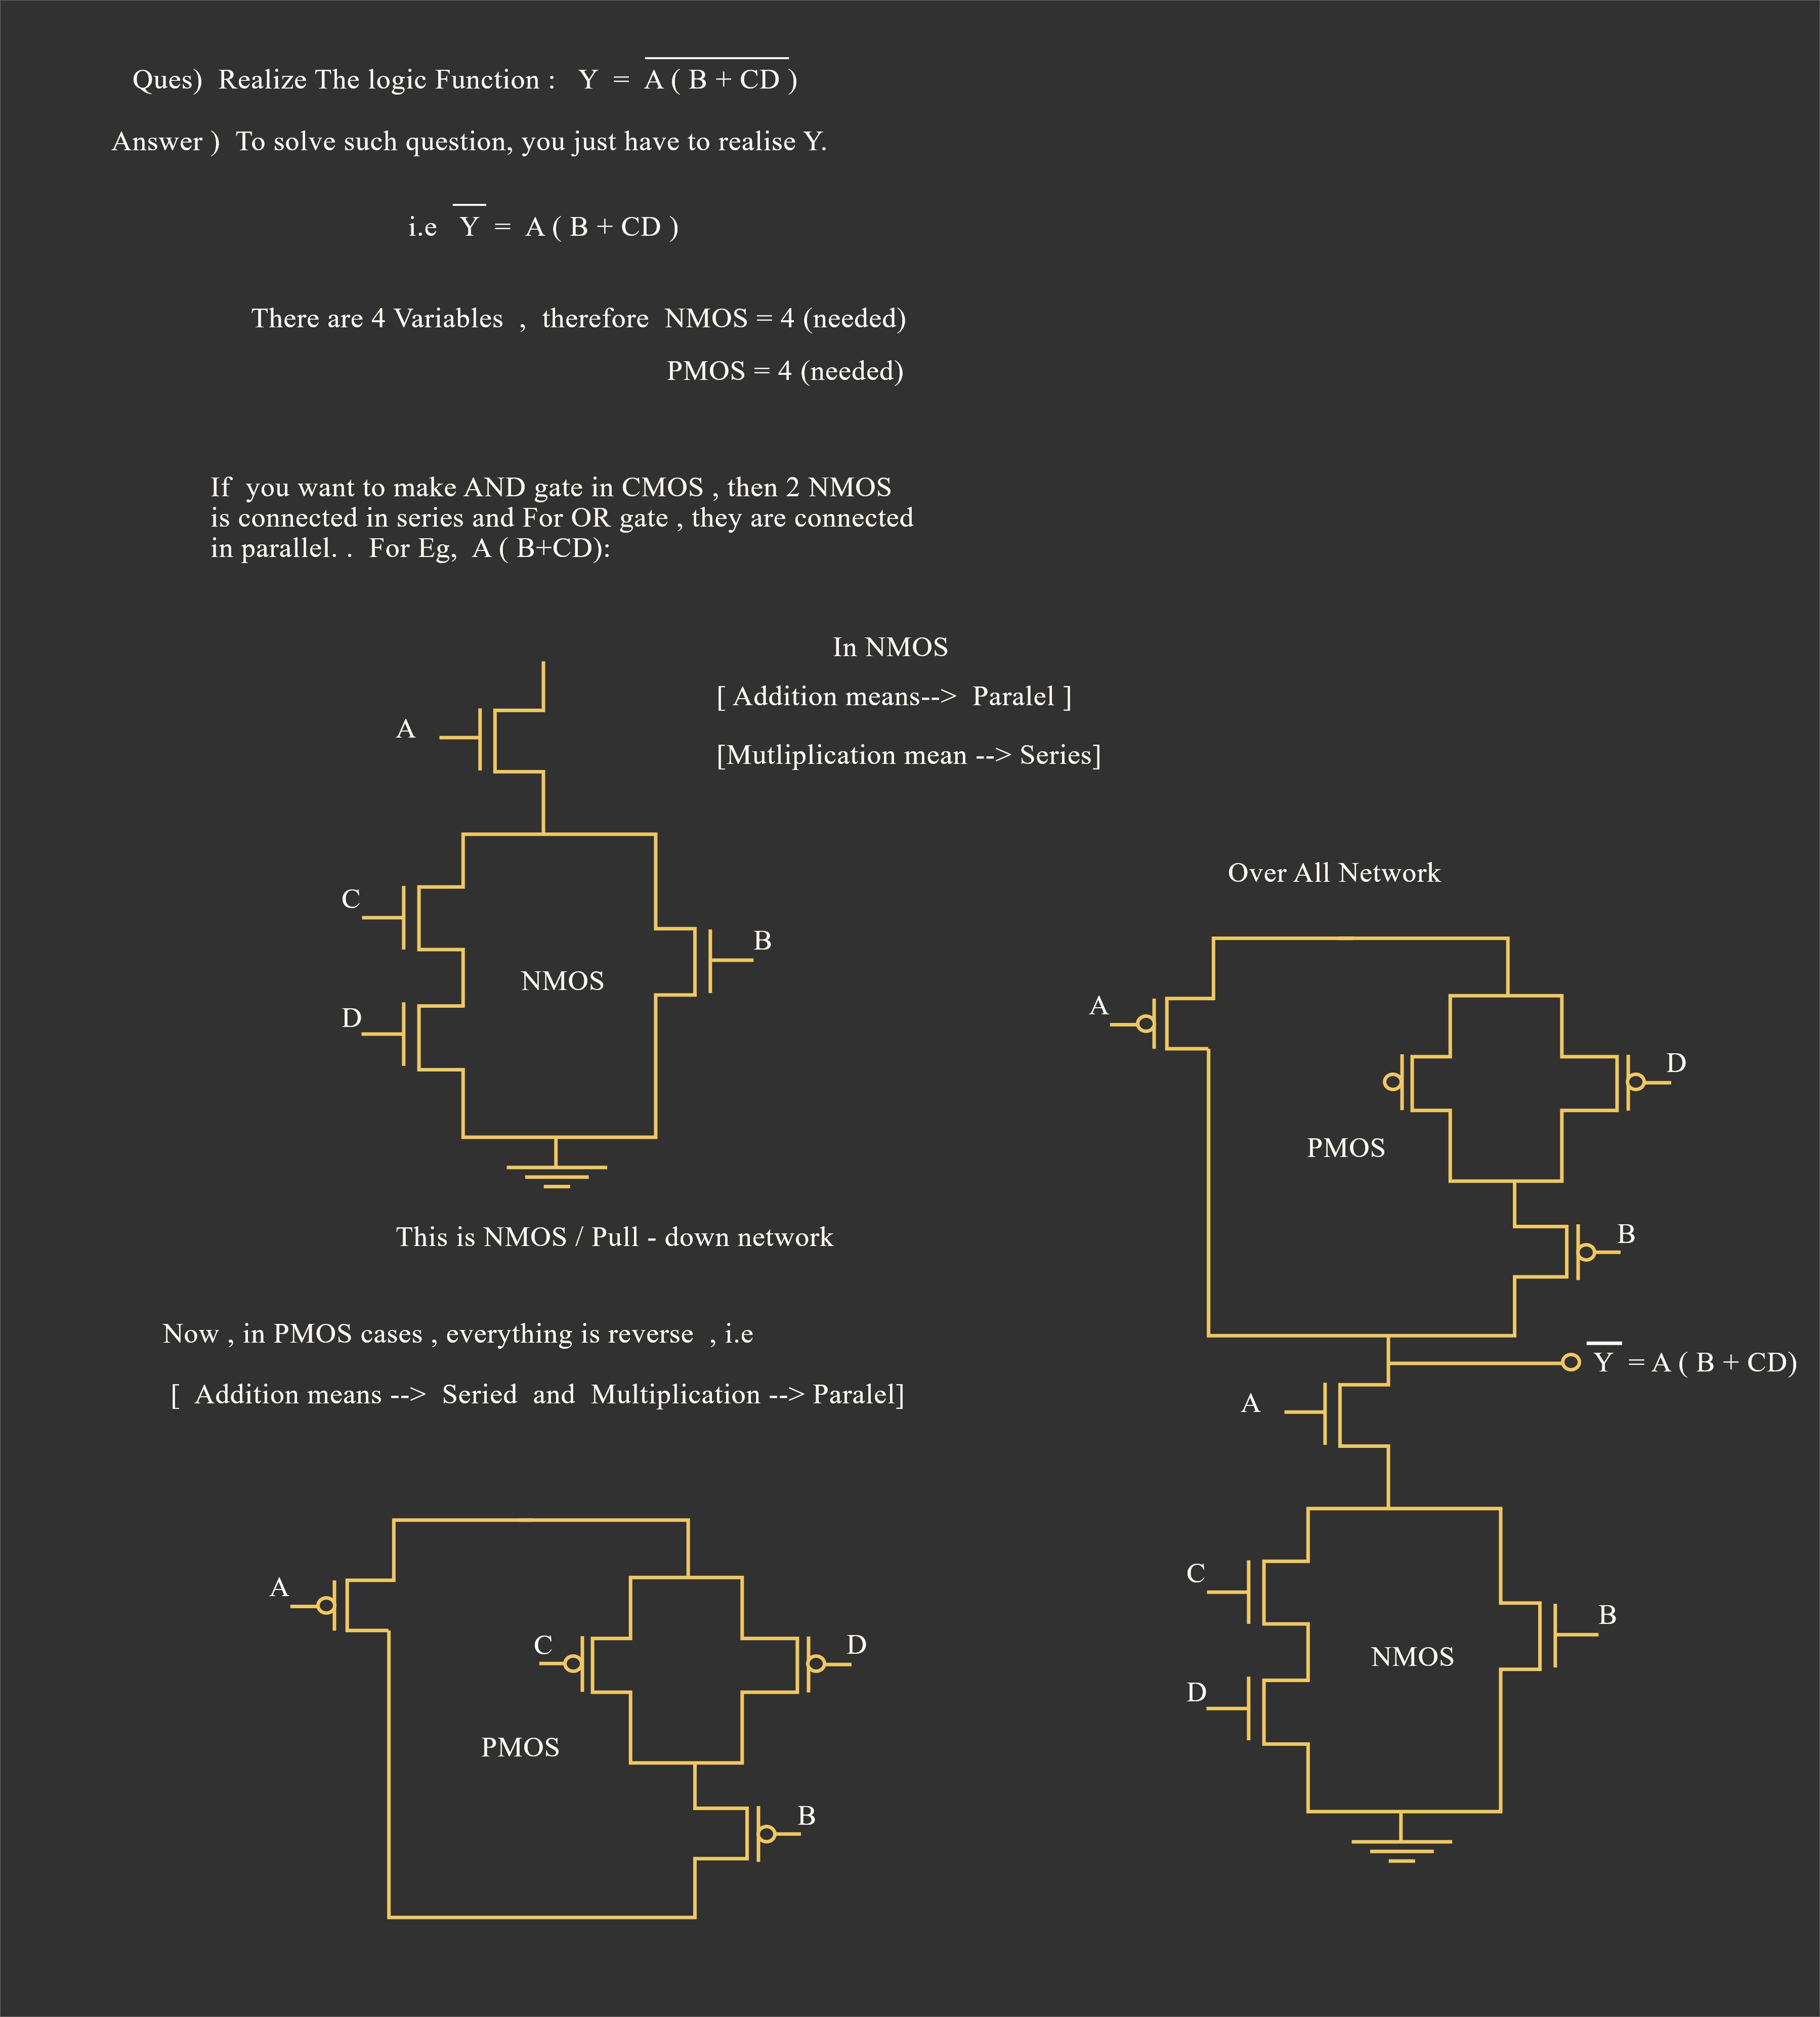 Ques)  Realize The logic Function :   Y  =  A ( B + CD )
Answer )  To solve such question, you just have to realise Y.
i.e   Y  =  A ( B + CD )
There are 4 Variables  ,  therefore  NMOS = 4 (needed)
PMOS = 4 (needed)
If  you want to make AND gate in CMOS , then 2 NMOS
is connected in series and For OR gate , they are connected
in parallel. .  For Eg,  A ( B+CD):
In NMOS
[ Addition means-->  Paralel ]
[Mutliplication mean --> Series]
A
C
B
NMOS
D
This is NMOS / Pull - down network
Now , in PMOS cases , everything is reverse  , i.e
[  Addition means -->  Seried  and  Multiplication --> Paralel]
A
C
D
PMOS
B
Over All Network
A
D
PMOS
B
Y  = A ( B + CD)
A
C
B
NMOS
D